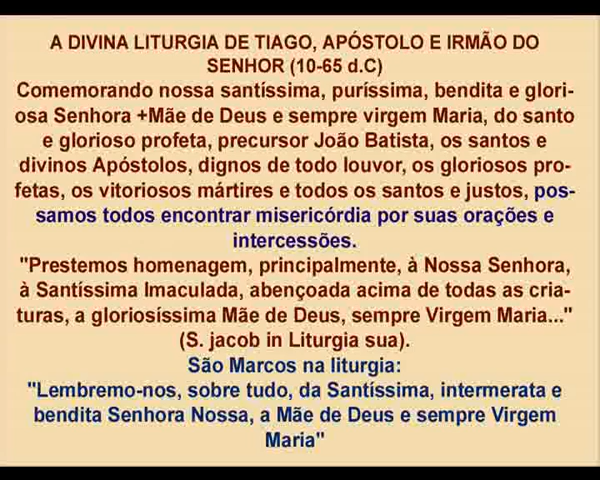 A DIVINA LITURGIA DE TIAGO, APÓSTOLO E IRMÃO DO
SENHOR (10-65 d.C)
Comemorando nossa santíssima, puríssima, bendita e glori-
osa Senhora +Mãe de Deus e sempre virgem Maria, do santo
e glorioso profeta, precursor João Batista, os santos e
divinos Apóstolos, dignos de todo louvor, os gloriosos pro-
fetas, os vitoriosos mártires e todos os santos e justos, pos-
samos todos encontrar misericórdia por suas orações e
intercessões.
"Prestemos homenagem, principalmente, à Nossa Senhora,
à Santíssima Imaculada, abençoada acima de todas as cria-
turas, a gloriosíssima Mãe de Deus, sempre Virgem Maria..."
(S. jacob in Liturgia sua).
São Marcos na liturgia:
"Lembremo-nos, sobre tudo, da Santíssima, intermerata e
bendita Senhora Nossa, a Mãe de Deus e sempre Virgem
Maria"